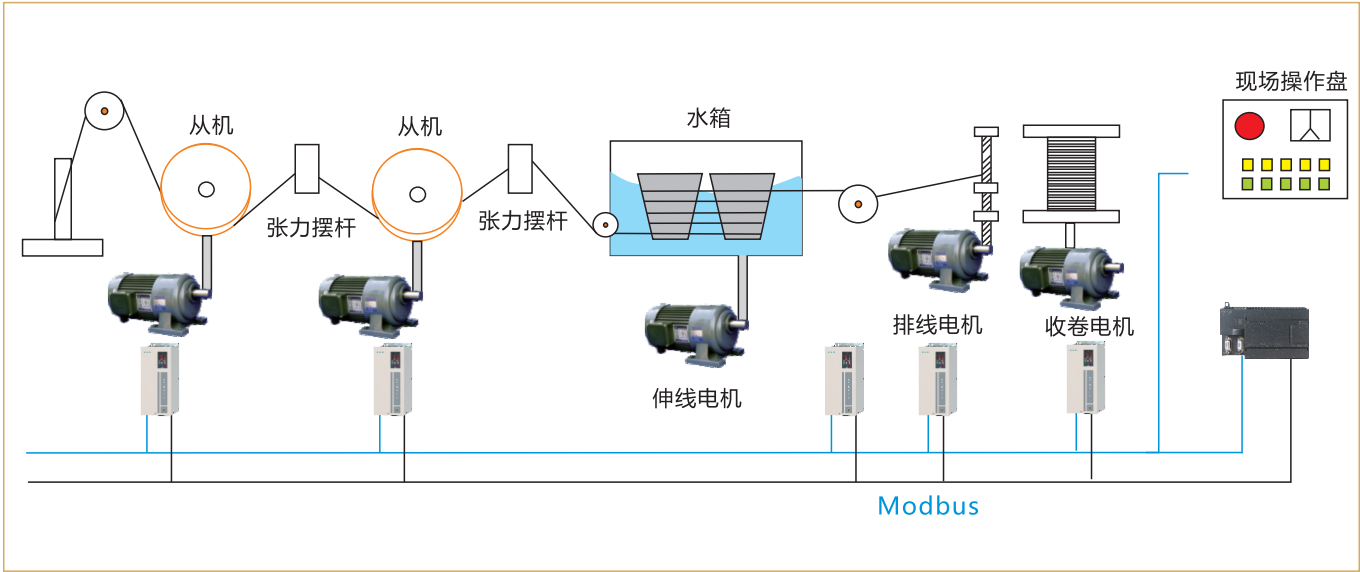 现场操作盘
水箱
从机
从机
张力摆杆
张力摆杆
排线电机
收卷电机
伸线电机
Modbus